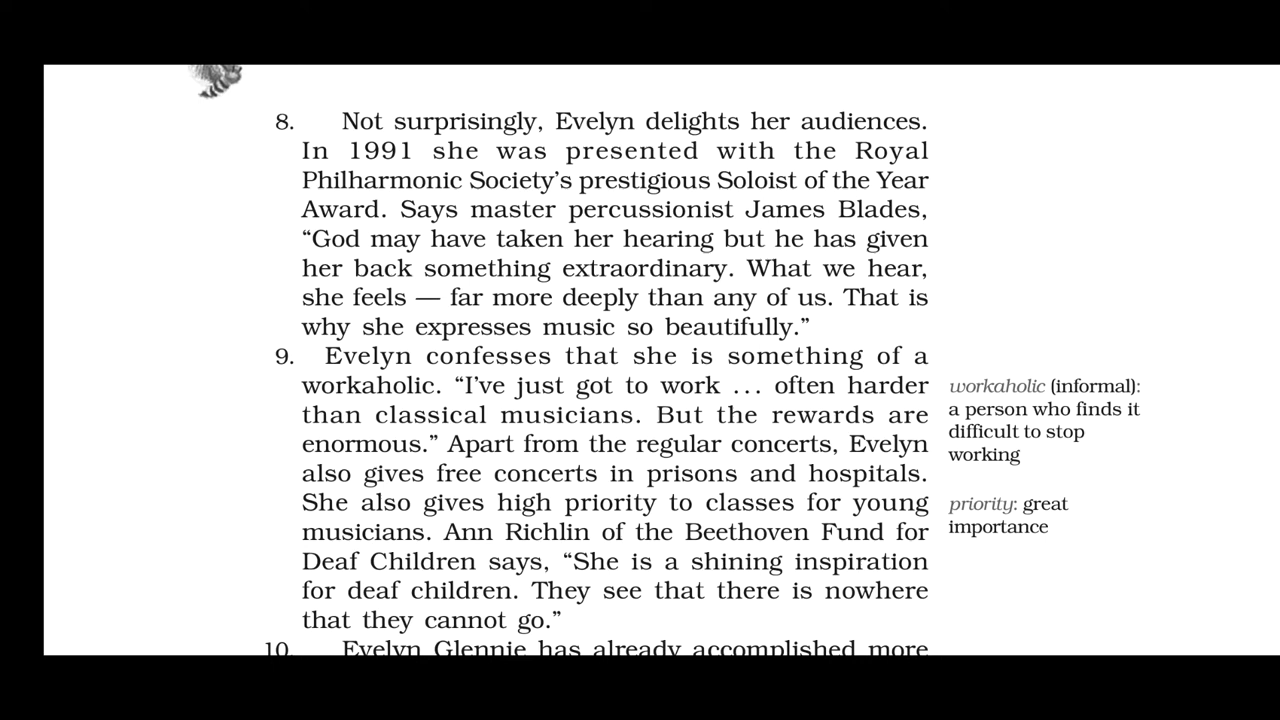 8. Not surprisingly, Evelyn delights her audiences.
In 1991 she was presented with the Royal
Philharmonic Society’s prestigious Soloist of the Year
Award. Says master percussionist James Blades,
“God may have taken her hearing but he has given
her back something extraordinary. What we hear,
she feels — far more deeply than any of us. That is
why she expresses music so beautifully.”
9. Evelyn confesses that she is something of a
workaholic. “I’ve just got to work ... often harder
than classical musicians. But the rewards are
enormous.” Apart from the regular concerts, Evelyn
also gives free concerts in prisons and hospitals.
She also gives high priority to classes for young
musicians. Ann Richlin of the Beethoven Fund for
Deaf Children says, “She is a shining inspiration
for deaf children. They see that there is nowhere
that they cannot go.”
10. Evelyn Glennie has already accomplished more
workaholic (informal):
a person who finds it
difficult to stop
working
priority: great
importance